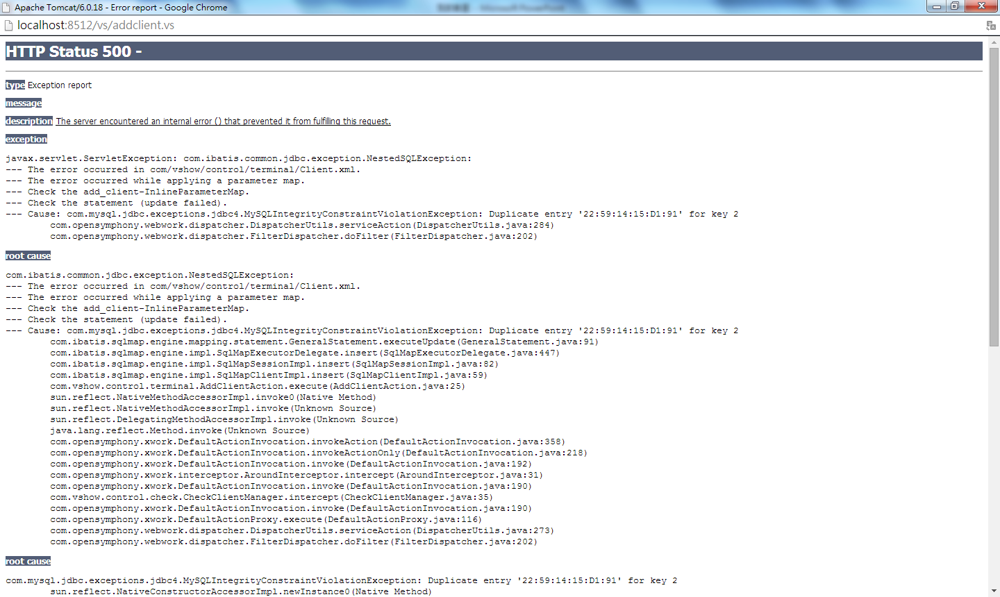 Apache Tomcat/6.0.18 - Error report - Google Chrome
localhost:8512/vs/addclient.vs
HTTP Status 500 -
type Exception report
message
description The server encountered an internal error () that prevented it from fulfilling this request.
exception
javax.servlet.ServletException: com.ibatis.common.jdbc.exception.NestedSQLException:
--- The error occurred in com/vshow/control/terminal/Client.xml.
--- The error occurred while applying a parameter map.
--- Check the add_client-InlineParameterMap.
--- Check the statement (update failed).
--- Cause: com.mysql.jdbc.exceptions.jdbc4.MySQLIntegrityConstraintViolationException: Duplicate entry '22:59:14:15:D1:91' for key 2
com.opensymphony.webwork.dispatcher.DispatcherUtils.serviceAction(DispatcherUtils.java:284)
com.opensymphony.webwork.dispatcher.FilterDispatcher.doFilter(FilterDispatcher.java:202)
root cause
com.ibatis.common.jdbc.exception.NestedSQLException:
--- The error occurred in com/vshow/control/terminal/Client.xml.
--- The error occurred while applying a parameter map.
--- Check the add_client-InlineParameterMap.
--- Check the statement (update failed).
--- Cause: com.mysql.jdbc.exceptions.jdbc4.MySQLIntegrityConstraintViolationException: Duplicate entry '22:59:14:15:D1:91' for key 2
com.ibatis.sqlmap.engine.mapping.statement.GeneralStatement.executeUpdate(GeneralStatement.java:91)
com.ibatis.sqlmap.engine.impl.SqlMapExecutorDelegate.insert(SqlMapExecutorDelegate.java:447)
com.ibatis.sqlmap.engine.impl.SqlMapSessionImpl.insert(SqlMapSessionImpl.java:82)
com.ibatis.sqlmap.engine.impl.SqlMapClientImpl.insert(SqlMapClientImpl.java:59)
com.vshow.control.terminal.AddClientAction.execute(AddClientAction.java:25)
sun.reflect.NativeMethodAccessorImpl.invoke0(Native Method)
sun.reflect.NativeMethodAccessorImpl.invoke(Unknown Source)
sun.reflect.DelegatingMethodAccessorImpl.invoke(Unknown Source)
java.lang.reflect.Method.invoke(Unknown Source)
com.opensymphony.xwork.DefaultActionInvocation.invokeAction(DefaultActionInvocation.java:358)
com.opensymphony.xwork.DefaultActionInvocation.invokeActionOnly(DefaultActionInvocation.java:218)
com.opensymphony.xwork.DefaultActionInvocation.invoke(DefaultActionInvocation.java:192)
com.opensymphony.xwork.interceptor.AroundInterceptor.intercept(AroundInterceptor.java:31)
com.opensymphony.xwork.DefaultActionInvocation.invoke(DefaultActionInvocation.java:190)
com.vshow.control.check.CheckClientManager.intercept(CheckClientManager.java:35)
com.opensymphony.xwork.DefaultActionInvocation.invoke(DefaultActionInvocation.java:190)
com.opensymphony.xwork.DefaultActionProxy.execute(DefaultActionProxy.java:116)
com.opensymphony.webwork.dispatcher.DispatcherUtils.serviceAction(DispatcherUtils.java:273)
com.opensymphony.webwork.dispatcher.FilterDispatcher.doFilter(FilterDispatcher.java:202)
root cause
com.mysql.jdbc.exceptions.jdbc4.MySQLIntegrityConstraintViolationException: Duplicate entry '22:59:14:15:D1:91' for key 2
sun.reflect.NativeConstructorAccessorImpl.newInstance0(Native Method)